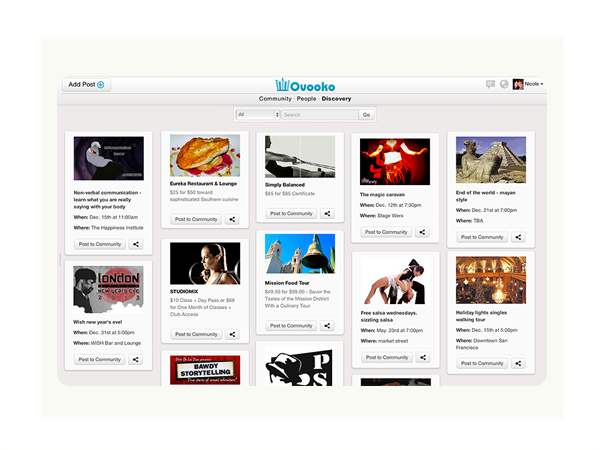 Add Post
Ovooko
Nicole
Community · People · Discovery
All
Search
Go
Non-verbal communication -
learn what you are really
saying with your body
When: Dec. 15th at 11:00am
Where: The Happiness Institute
Post to Community
LONDON
NEW YEAR'S EVE
Wish new year's eve!
When: Dec. 31st at 5:00pm
Where: WiSH Bar and Lounge
Post to Community
Eureka Restaurant & Lounge
$25 for $50 toward
sophisticated Southern cuisine
Post to Community
STUDIOMIX
$10 Class + Day Pass or $69
for One Month of Classes +
Club Access
Post to Community
BAWDY
STORYTELLING
Simply Balanced
$65 for $85 Certificate
Post to Community
Mission Food Tour
$49.50 for $99.00 - Savor the
Tastes of the Mission District
With a Culinary Tour
Post to Community
P
PS
The magic caravan
When: Dec. 12th at 7:30pm
Where: Stage Werx
Post to Community
Free salsa wednesdays.
sizzling salsa
When: May. 23rd at 7:00pm
Where: market street
Post to Community
End of the world - mayan
style
When: Dec. 21st at 7:00pm
Where: TBA
Post to Community
Holiday lights singles
walking tour
When: Dec. 15th at 5:00pm
Where: Downtown San
Francisco
Post to Community